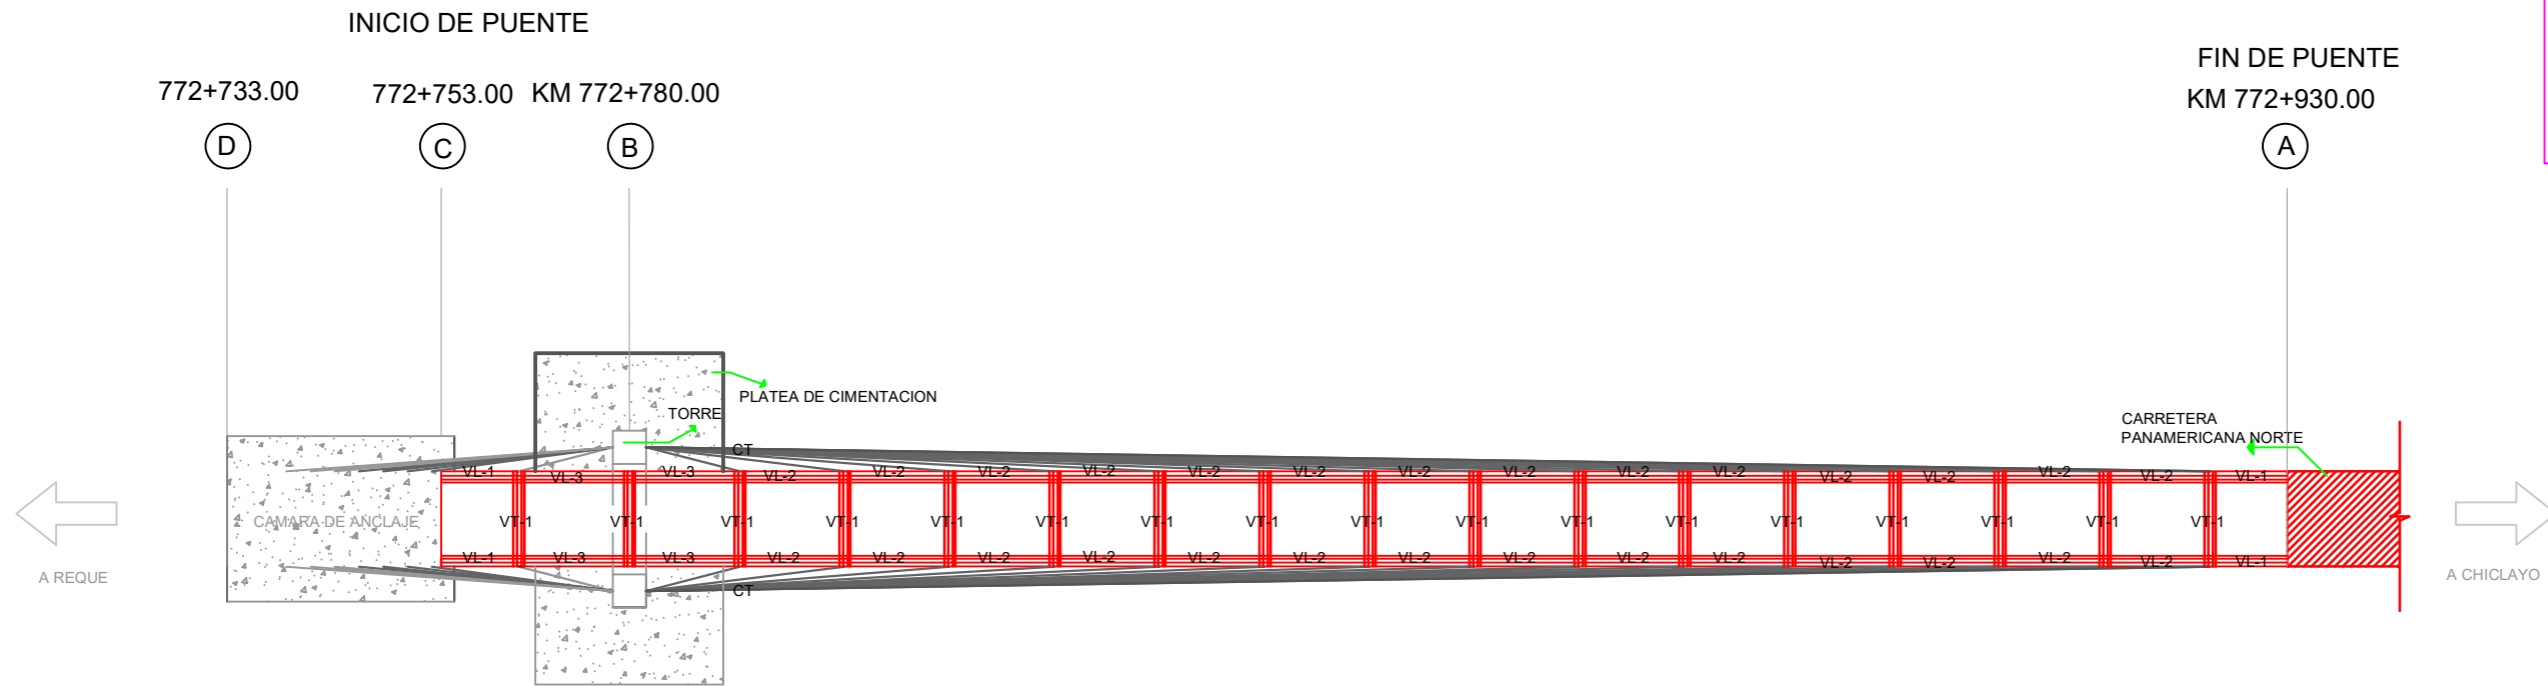 INICIO DE PUENTE
FIN DE PUENTE
772+733.00
772+753.00
KM 772+780.00
KM 772+930.00
D
C
B
A
PLATEA DE CIMENTACION
TORRE
CARRETERA
PANAMERICANA NORTE
CT
VL-1 VL-3 VL-3 VL-2 VL-2 VL-2 VL-2 VL-2 VL-2 VL-2 VL-2 VL-2 VL-2 VL-2 VL-2 VL-2 VL-2 VL-1
CAMARA DE ANCLAJE
VT-1 VT-1 VT-1 VT-1 VT-1 VT-1 VT-1 VT-1 VT-1 VT-1 VT-1 VT-1 VT-1 VT-1 VT-1 VT-1 VT-1
VL-1 VL-3 VL-3 VL-2 VL-2 VL-2 VL-2 VL-2 VL-2 VL-2 VL-2 VL-2 VL-2 VL-2 VL-2 VL-2 VL-2 VL-1
A REQUE
A CHICLAYO
CT